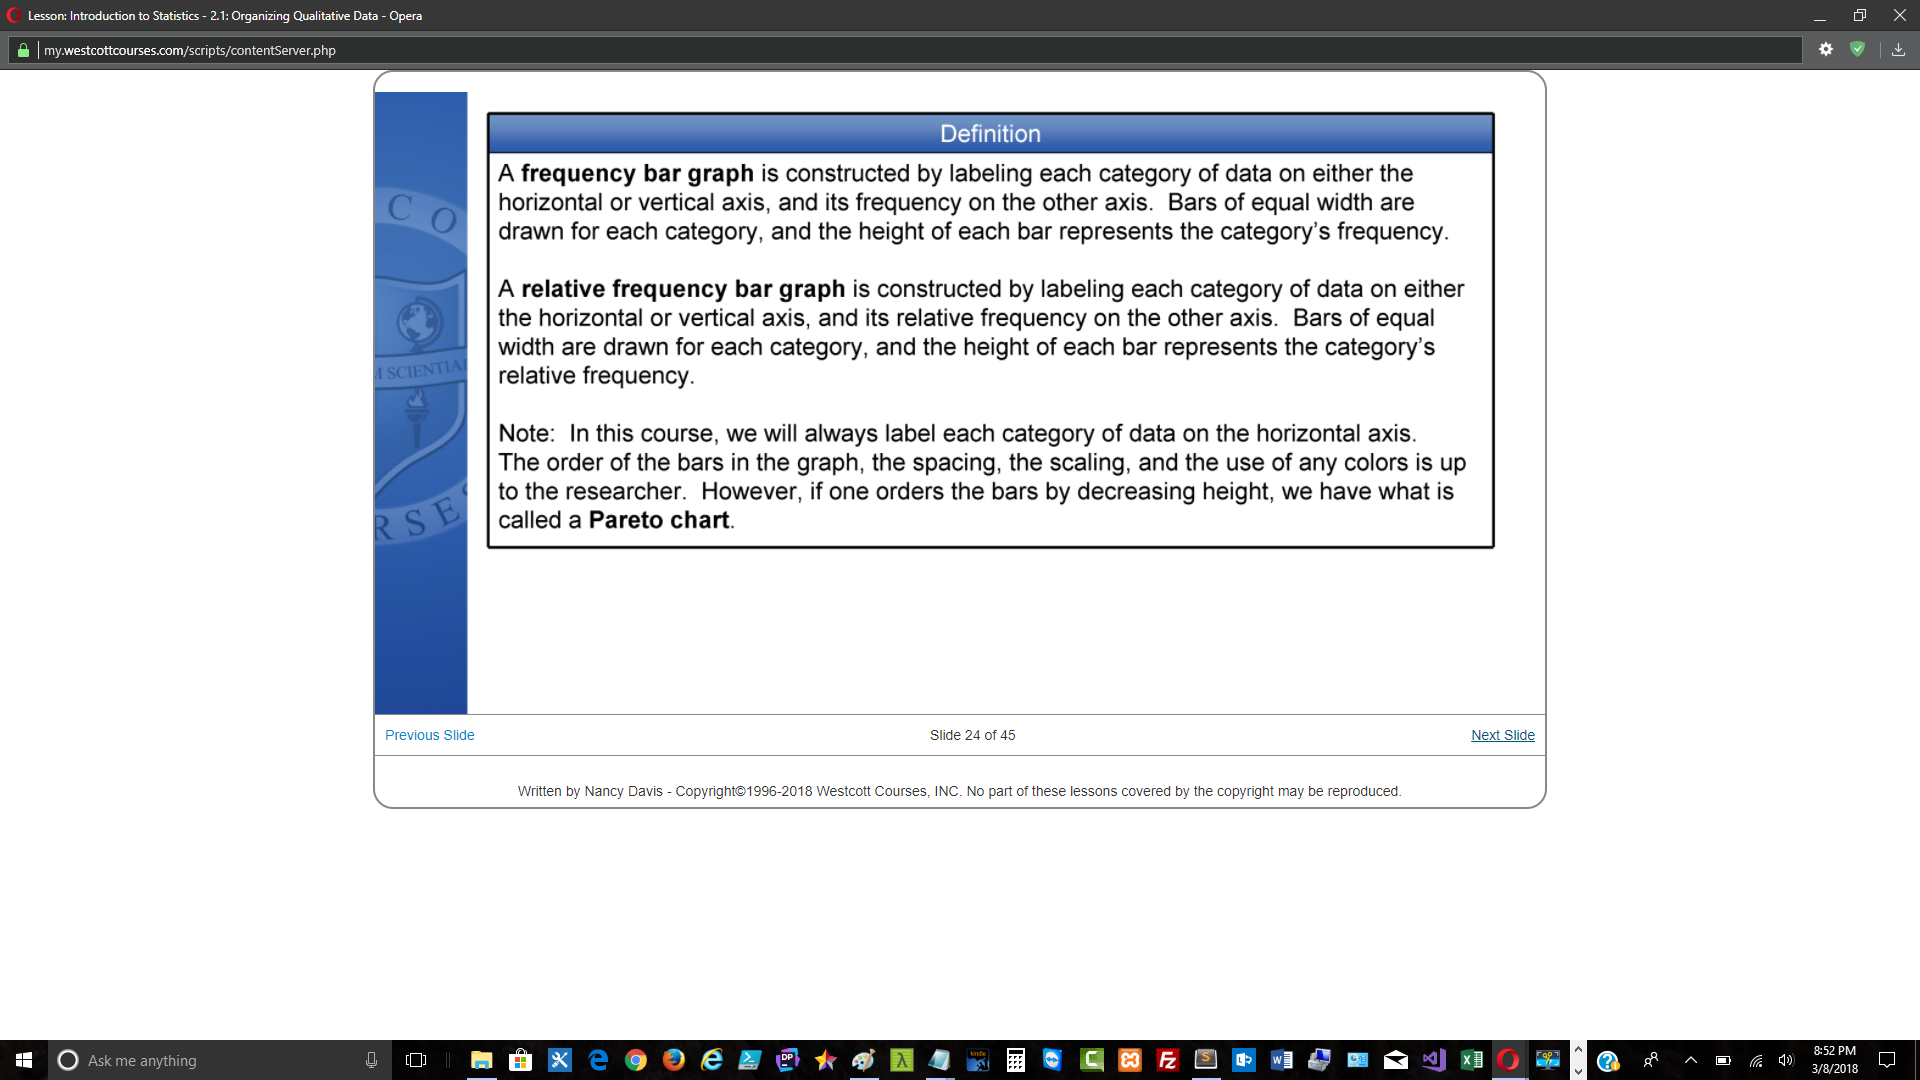 Lesson: Introduction to Statistics - 2.1: Organizing Qualitative Data - Opera
my.westcottcourses.com/scripts/contentServer.php
Definition
A frequency bar graph is constructed by labeling each category of data on either the
horizontal or vertical axis, and its frequency on the other axis. Bars of equal width are
drawn for each category, and the height of each bar represents the category's frequency.
A relative frequency bar graph is constructed by labeling each category of data on either
the horizontal or vertical axis, and its relative frequency on the other axis. Bars of equal
width are drawn for each category, and the height of each bar represents the category's
relative frequency.
Note: In this course, we will always label each category of data on the horizontal axis.
The order of the bars in the graph, the spacing, the scaling, and the use of any colors is up
to the researcher. However, if one orders the bars by decreasing height, we have what is
called a Pareto chart.
C O
M SCIENTIA
R S E S
Previous Slide
Slide 24 of 45
Next Slide
Written by Nancy Davis - Copyright©1996-2018 Westcott Courses, INC. No part of these lessons covered by the copyright may be reproduced.
Ask me anything
DP
kindle
8:52 PM
3/8/2018